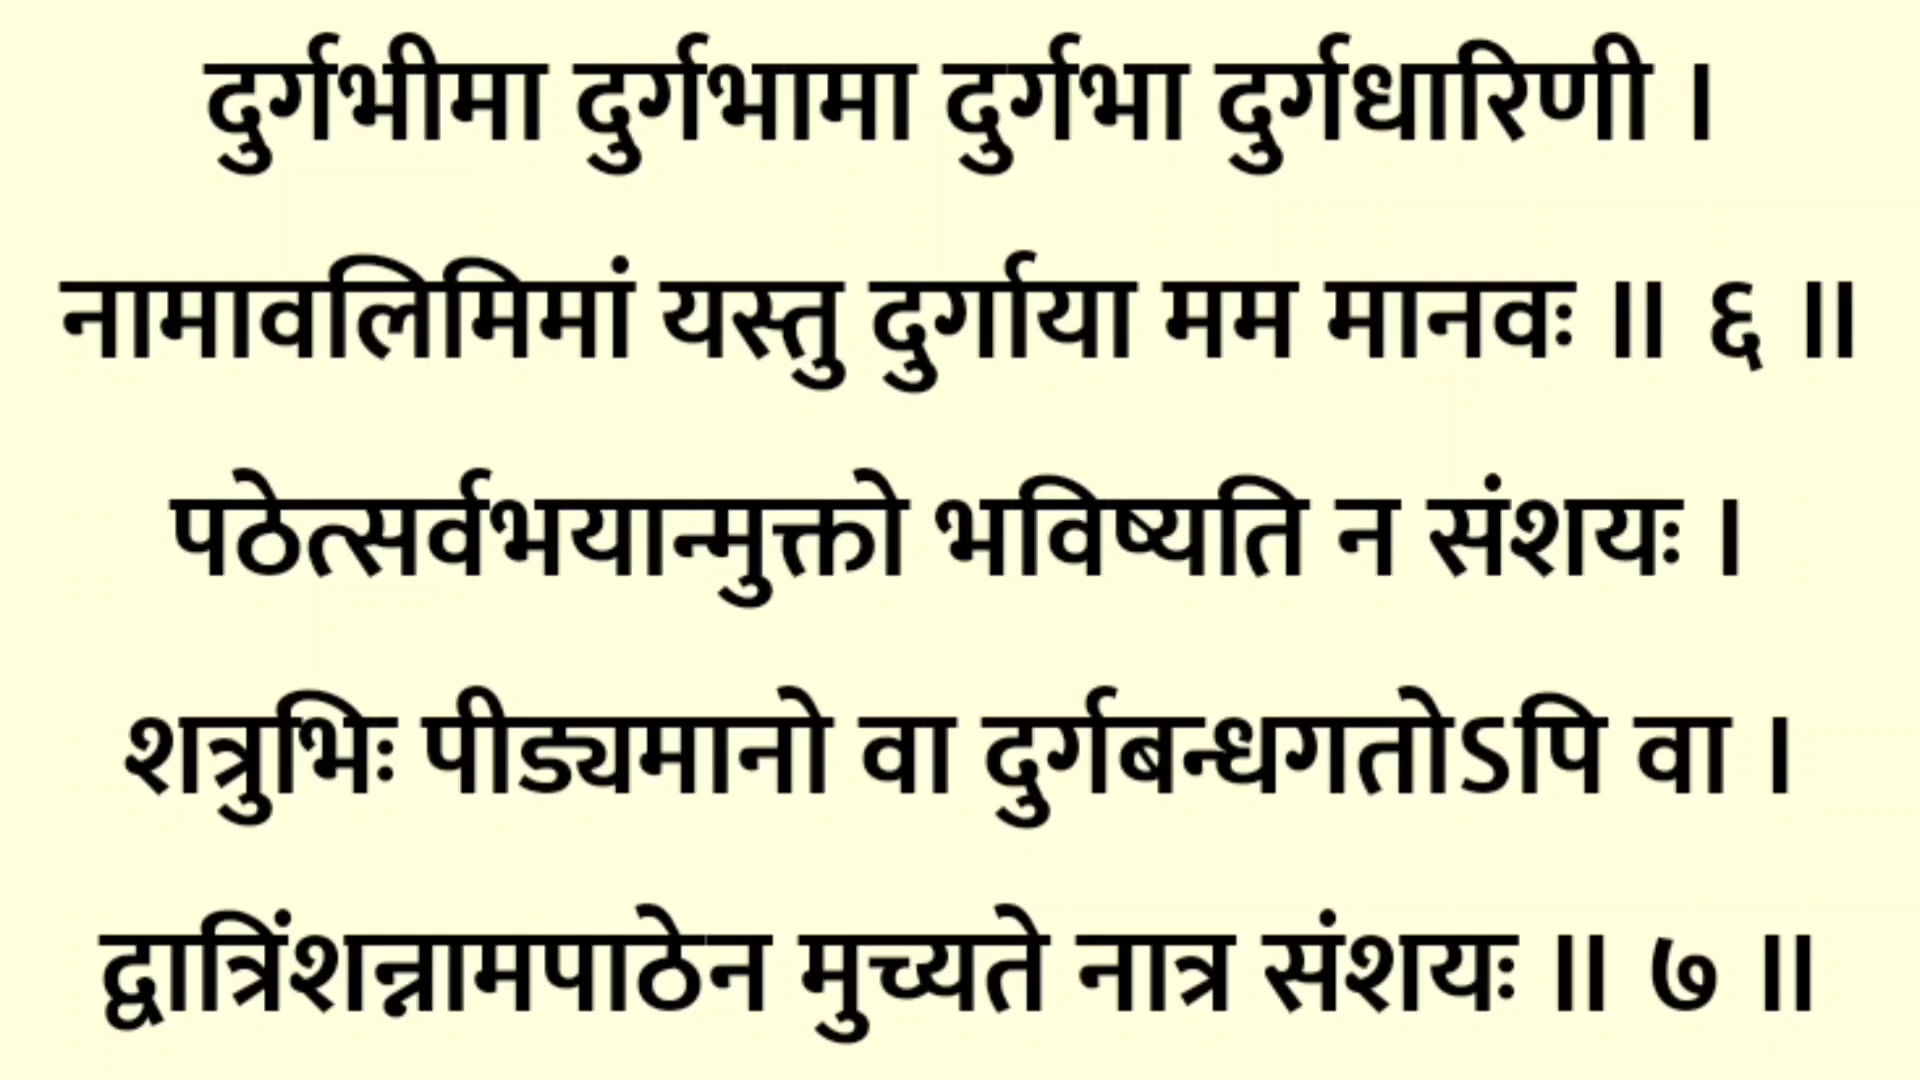 दुर्गभीमा दुर्गभामा दुर्गभा दुर्गधारिणी ।
नामावलिमिमां यस्तु दुर्गाया मम मानवः ॥ ६ ॥
पठेत्सर्वभयान्मुक्तो भविष्यति न संशयः ।
शत्रुभिः पीड्यमानो वा दुर्गबन्धगतोऽपि वा ।
द्वात्रिंशन्नामपाठेन मुच्यते नात्र संशयः ॥ ७ ॥